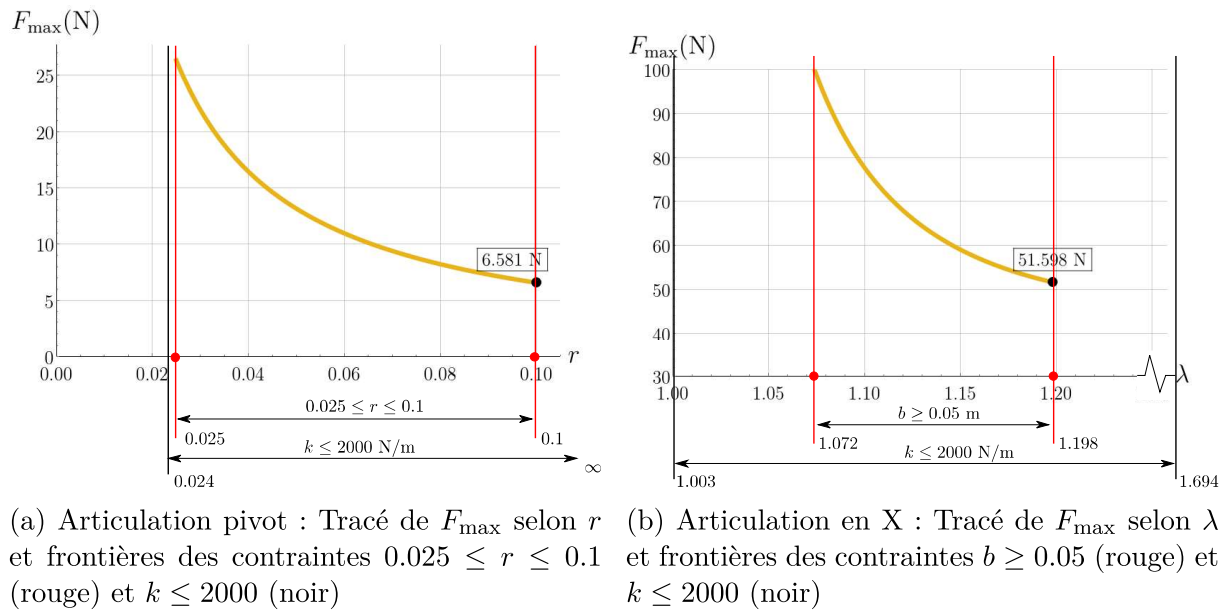 F_max(N)
25
20
15
10
5
0
6.581 N
r
0.00
0.02
0.04
0.06
0.08
0.10
0.025 ≤ r ≤ 0.1
0.025
0.1
k ≤ 2000 N/m
∞
0.024
(a) Articulation pivot : Tracé de F_max selon r
et frontières des contraintes 0.025 ≤ r ≤ 0.1
(rouge) et k ≤ 2000 (noir)
F_max(N)
100
90
80
70
60
50
40
30
51.598 N
λ
1.00
1.05
1.10
1.15
1.20
b ≥ 0.05 m
1.072
1.198
k ≤ 2000 N/m
1.003
1.694
(b) Articulation en X : Tracé de F_max selon λ
et frontières des contraintes b ≥ 0.05 (rouge) et
k ≤ 2000 (noir)